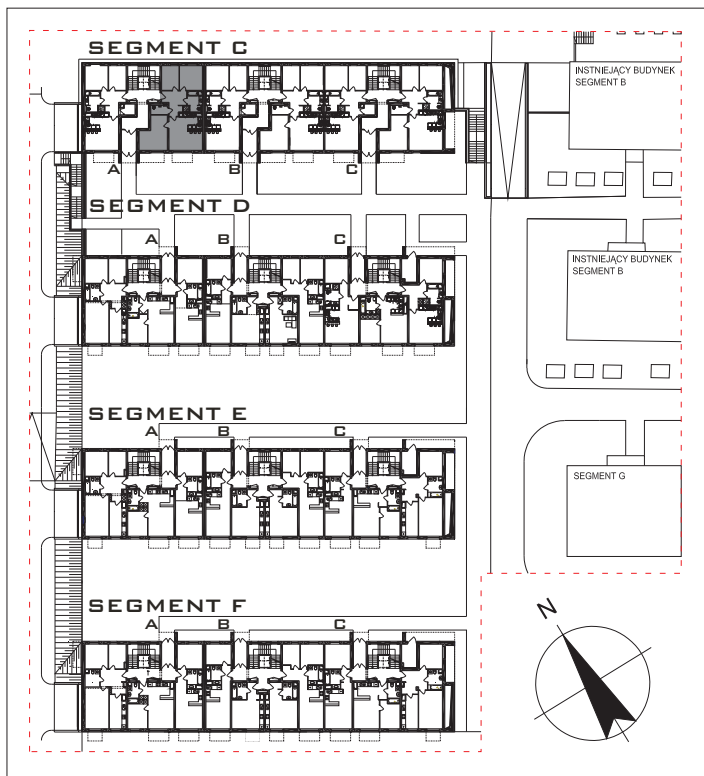 SEGMENT C
INSTNIEJĄCY BUDYNEK
SEGMENT B
A B C
SEGMENT D
A B C
INSTNIEJĄCY BUDYNEK
SEGMENT B
SEGMENT E
A B C
SEGMENT G
SEGMENT F
A B C
N